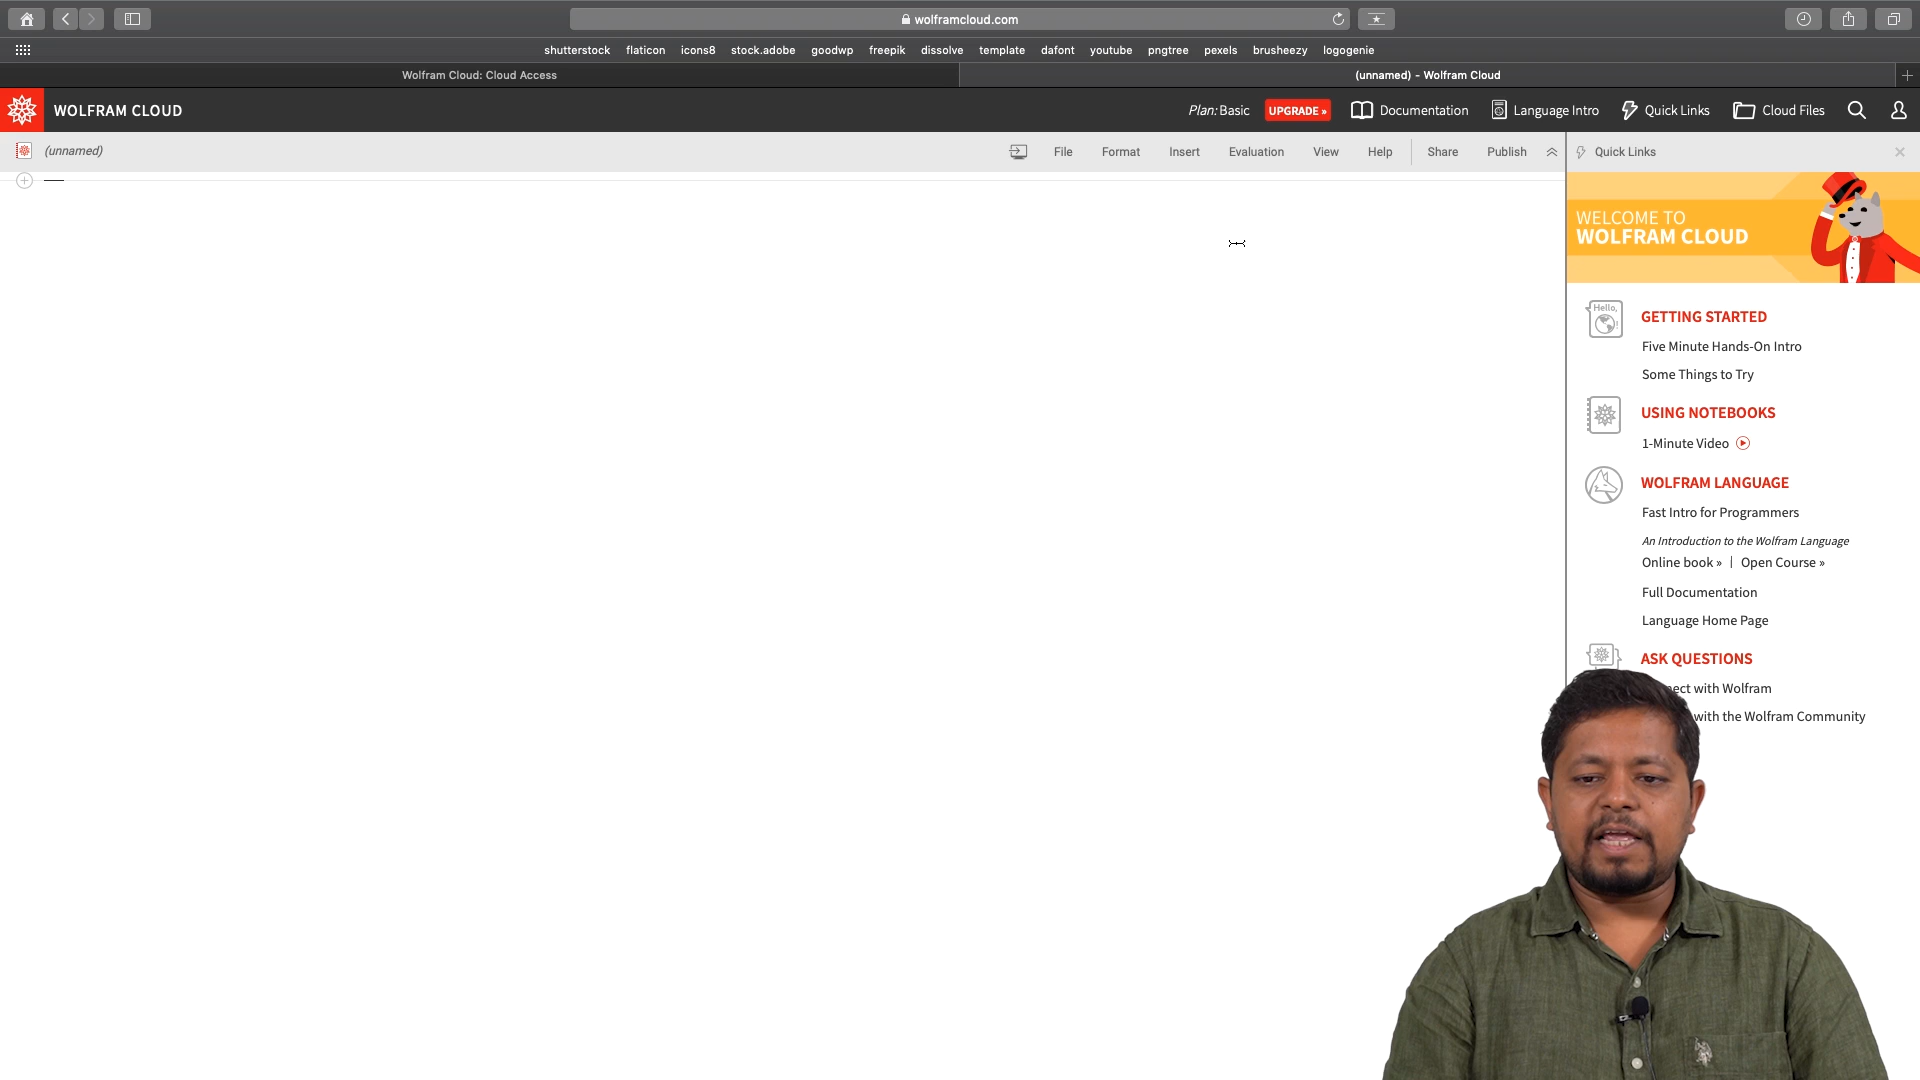 wolframcloud.com
shutterstock flaticon icons8 stock.adobe goodwp freepik dissolve template dafont youtube pngtree pexels brusheezy logogenie
Wolfram Cloud: Cloud Access
(unnamed) - Wolfram Cloud
WOLFRAM CLOUD
Plan: Basic UPGRADE » Documentation Language Intro Quick Links Cloud Files
(unnamed)
File Format Insert Evaluation View Help Share Publish
Quick Links
WELCOME TO
WOLFRAM CLOUD
Hello,
GETTING STARTED
Five Minute Hands-On Intro
Some Things to Try
USING NOTEBOOKS
1-Minute Video
WOLFRAM LANGUAGE
Fast Intro for Programmers
An Introduction to the Wolfram Language
Online book » | Open Course »
Full Documentation
Language Home Page
ASK QUESTIONS
with Wolfram
with the Wolfram Community